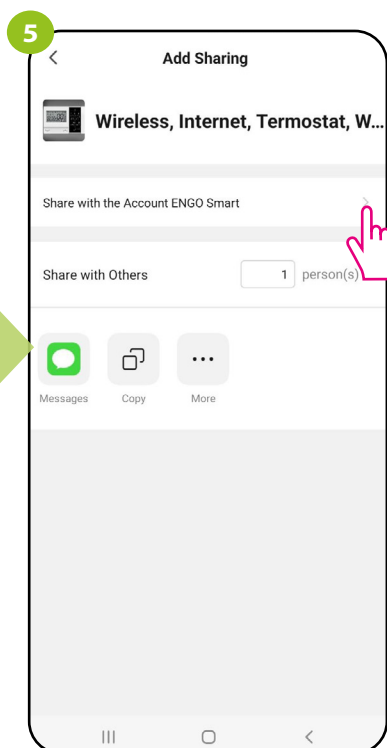 5
Add Sharing
Wireless, Internet, Termostat, W...
Share with the Account ENGO Smart
Share with Others 1 person(s)
Messages Copy More